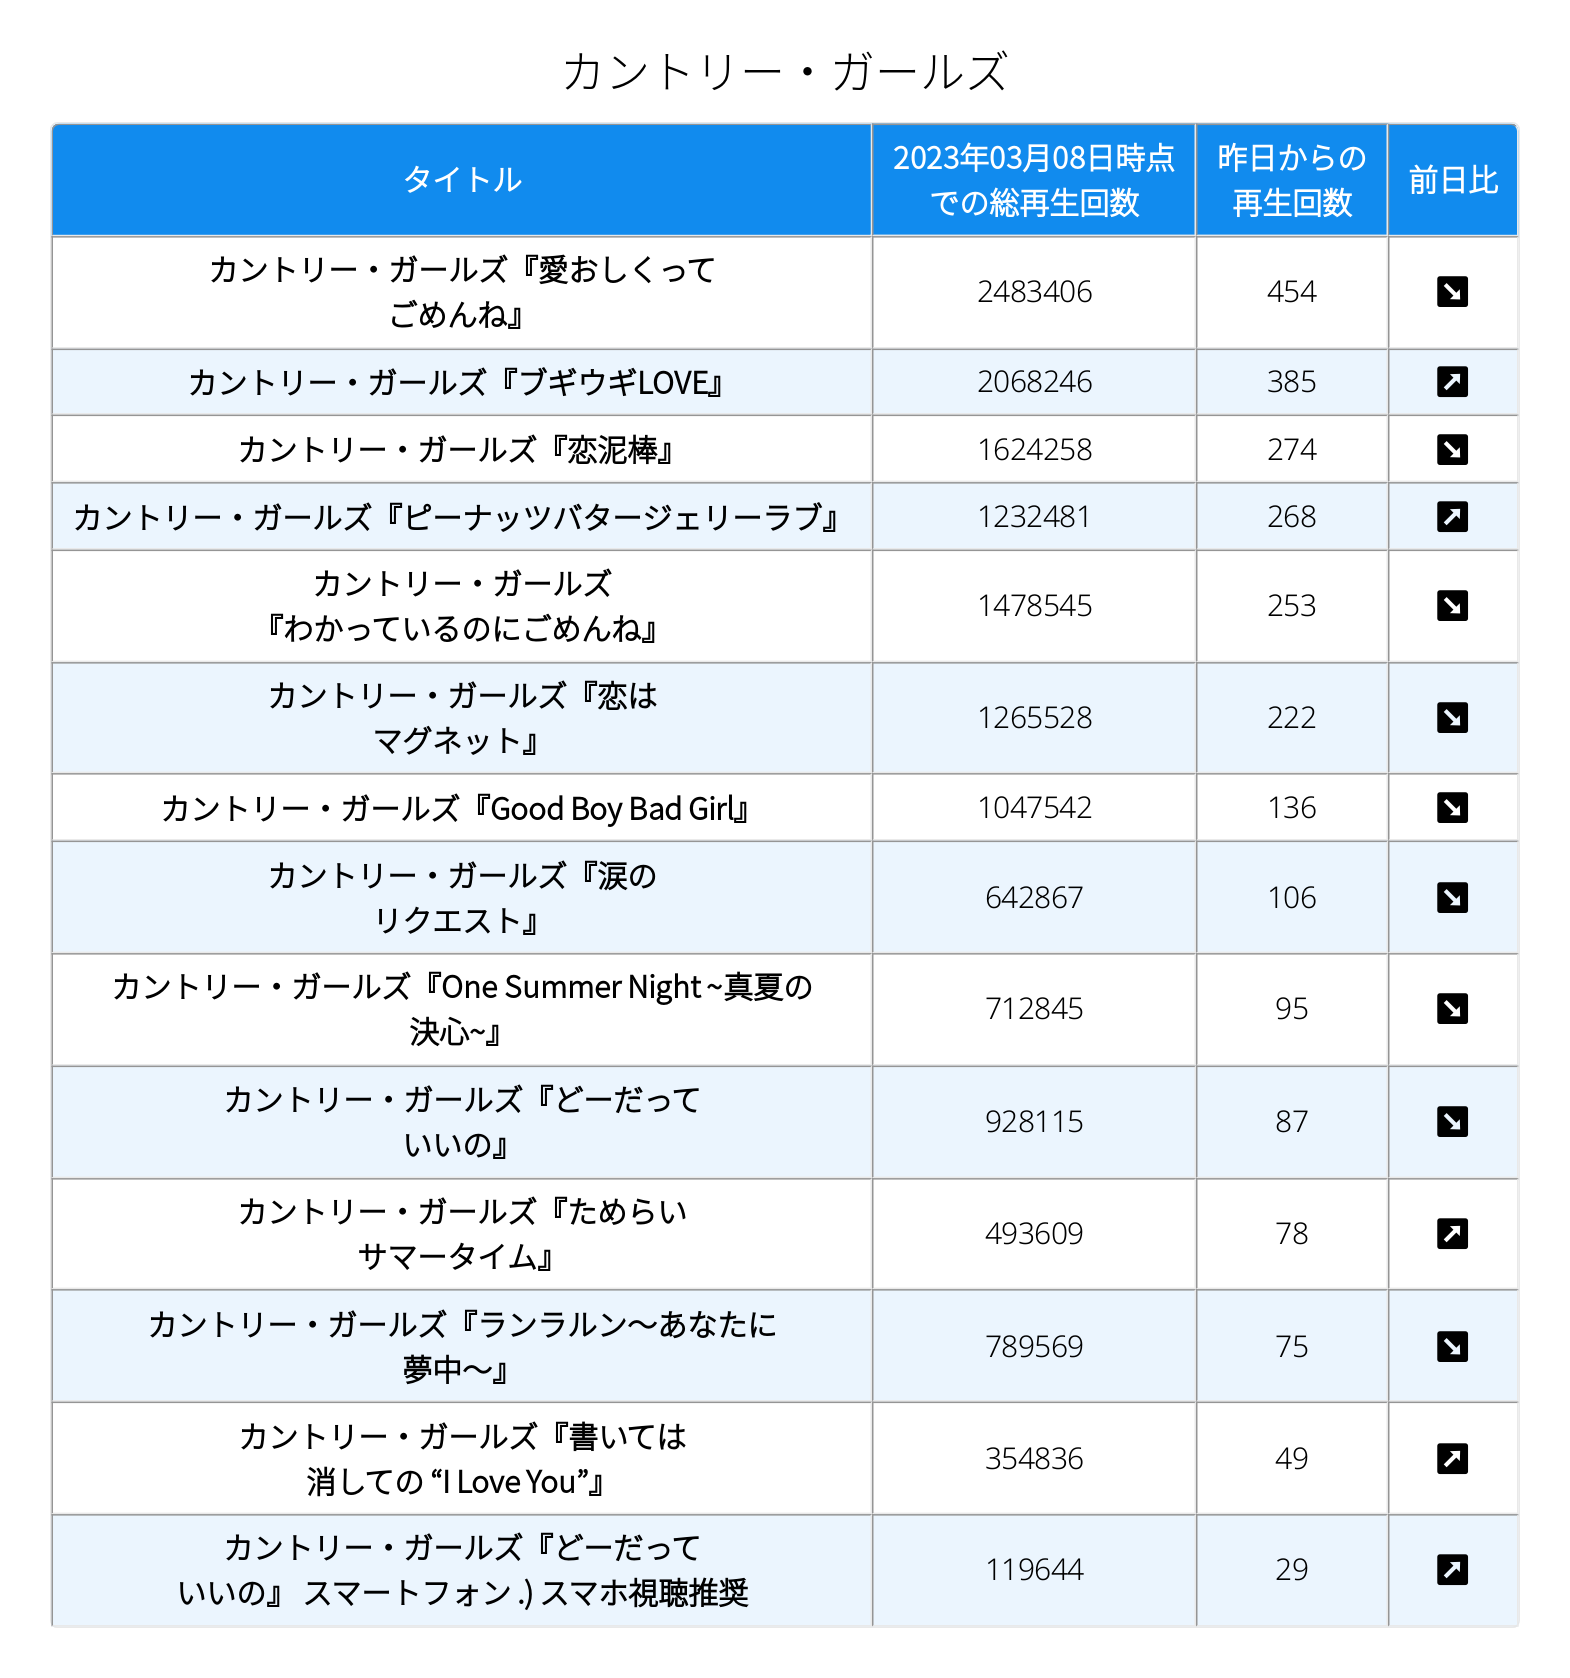 カントリー・ガールズ
タイトル
2023年03月08日時点
での総再生回数
昨日からの
再生回数
前日比
カントリー・ガールズ『愛おしくって
ごめんね』
2483406
454
カントリー・ガールズ『ブギウギLOVE』
2068246
385
カントリー・ガールズ『恋泥棒』
1624258
274
カントリー・ガールズ『ピーナッツバタージェリーラブ』
1232481
268
カントリー・ガールズ
『わかっているのにごめんね』
1478545
253
カントリー・ガールズ『恋は
マグネット』
1265528
222
カントリー・ガールズ『Good Boy Bad Girl』
1047542
136
カントリー・ガールズ『涙の
リクエスト』
642867
106
カントリー・ガールズ『One Summer Night ~真夏の
決心~』
712845
95
カントリー・ガールズ『どーだって
いいの』
928115
87
カントリー・ガールズ『ためらい
サマータイム』
493609
78
カントリー・ガールズ『ランラルン〜あなたに
夢中〜』
789569
75
カントリー・ガールズ『書いては
消しての “I Love You”』
354836
49
カントリー・ガールズ『どーだって
いいの』 スマートフォン .) スマホ視聴推奨
119644
29